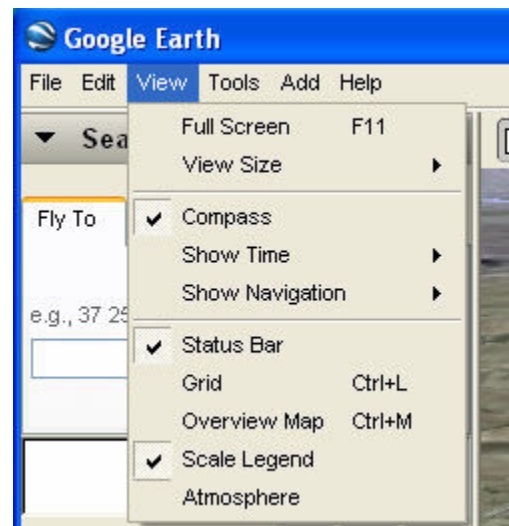 Google Earth
File Edit View Tools Add Help
Sea
Full Screen F11
View Size
Fly To
Compass
Show Time
Show Navigation
e.g., 37 25
Status Bar
Grid Ctrl+L
Overview Map Ctrl+M
Scale Legend
Atmosphere